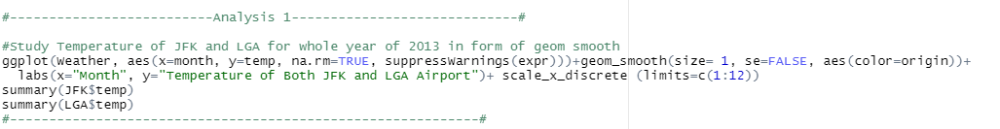 #--------------------------Analysis 1-----------------------------#
#Study Temperature of JFK and LGA for whole year of 2013 in form of geom smooth
ggplot(Weather, aes(x=month, y=temp, na.rm=TRUE, suppressWarnings(expr)))+geom_smooth(size= 1, se=FALSE, aes(color=origin))+
  labs(x="Month", y="Temperature of Both JFK and LGA Airport")+ scale_x_discrete (limits=c(1:12))
summary(JFK$temp)
summary(LGA$temp)
#------------------------------------------------------------#